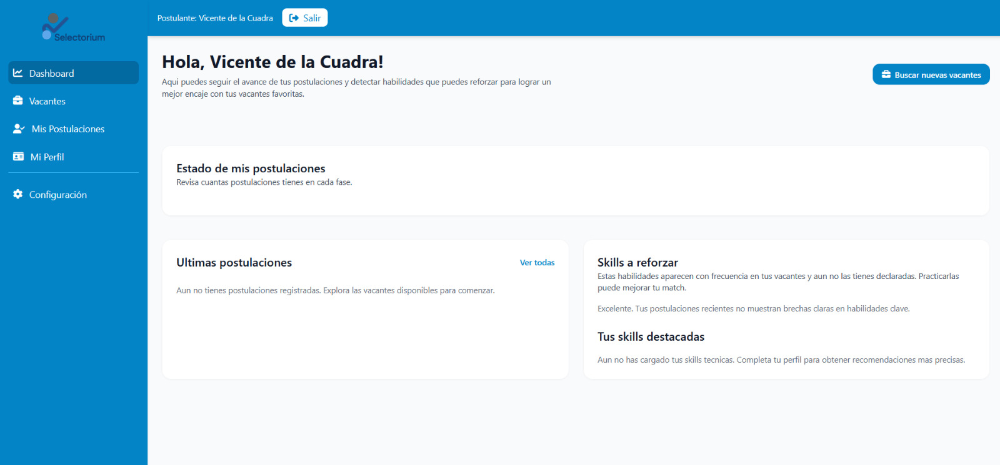 Selectorium
Postulante: Vicente de la Cuadra
Salir
Dashboard
Vacantes
Mis Postulaciones
Mi Perfil
Configuración
Hola, Vicente de la Cuadra!
Aqui puedes seguir el avance de tus postulaciones y detectar habilidades que puedes reforzar para lograr un
mejor encaje con tus vacantes favoritas.
Buscar nuevas vacantes
Estado de mis postulaciones
Revisa cuantas postulaciones tienes en cada fase.
Ultimas postulaciones
Ver todas
Aun no tienes postulaciones registradas. Explora las vacantes disponibles para comenzar.
Skills a reforzar
Estas habilidades aparecen con frecuencia en tus vacantes y aun no las tienes declaradas. Practicarlas
puede mejorar tu match.
Excelente. Tus postulaciones recientes no muestran brechas claras en habilidades clave.
Tus skills destacadas
Aun no has cargado tus skills tecnicas. Completa tu perfil para obtener recomendaciones mas precisas.